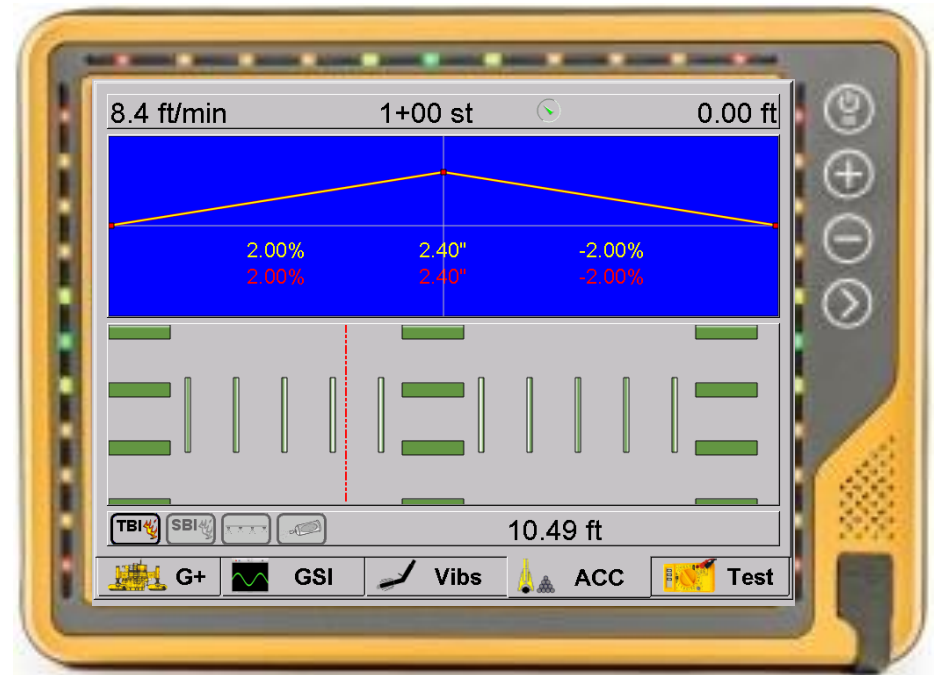 8.4 ft/min 1+00 st 0.00 ft
2.00% 2.40" -2.00%
2.00% 2.40" -2.00%
TBI SBI 10.49 ft
G+ GSI Vibs ACC Test